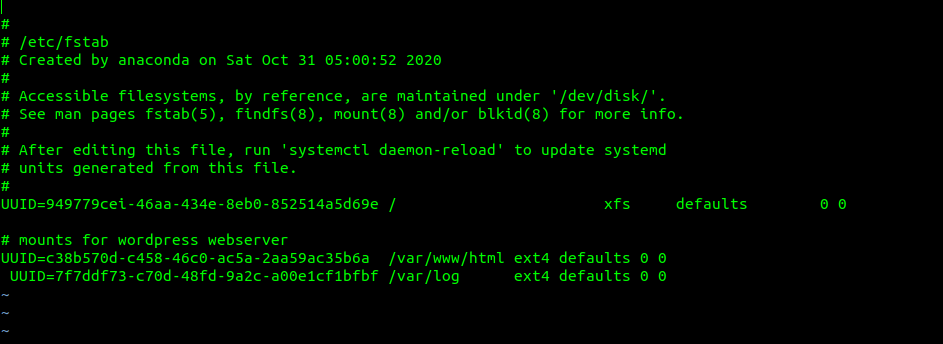 #
# /etc/fstab
# Created by anaconda on Sat Oct 31 05:00:52 2020
#
# Accessible filesystems, by reference, are maintained under '/dev/disk/'.
# See man pages fstab(5), findfs(8), mount(8) and/or blkid(8) for more info.
#
# After editing this file, run 'systemctl daemon-reload' to update systemd
# units generated from this file.
#
UUID=949779cei-46aa-434e-8eb0-852514a5d69e /                       xfs     defaults        0 0

# mounts for wordpress webserver
UUID=c38b570d-c458-46c0-ac5a-2aa59ac35b6a  /var/www/html ext4 defaults 0 0
 UUID=7f7ddf73-c70d-48fd-9a2c-a00e1cf1bfbf /var/log      ext4 defaults 0 0
~
~
~